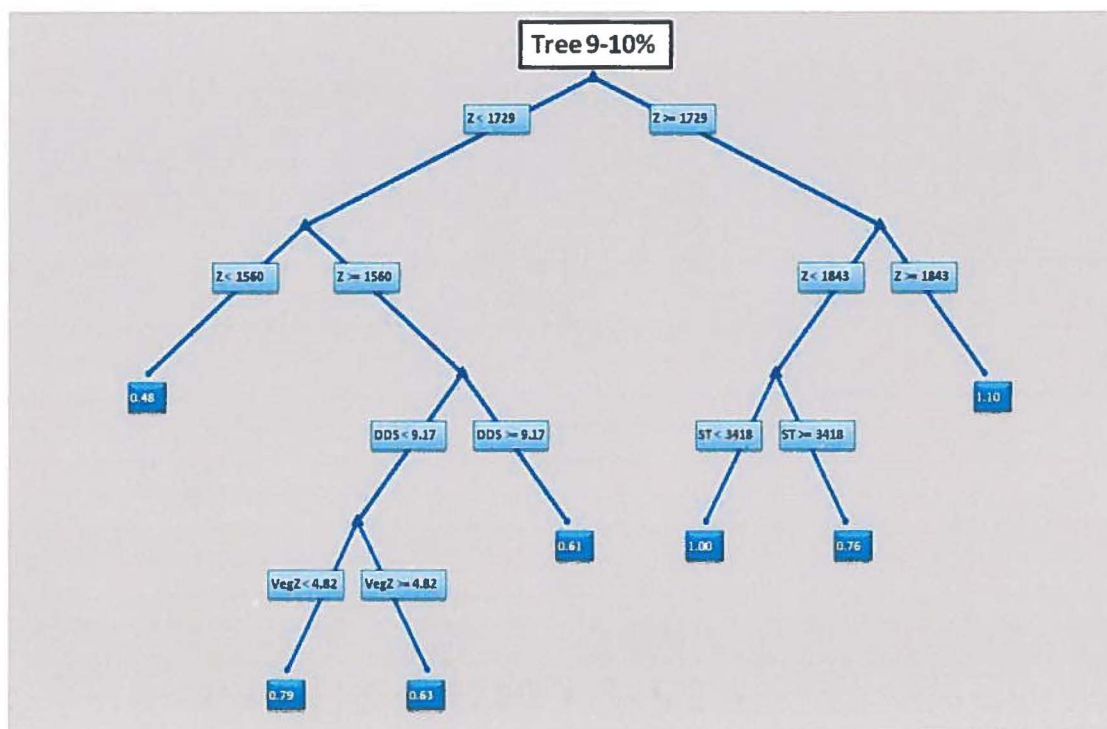 Tree 9-10%
Z < 1729
Z >= 1729
Z < 1560
Z >= 1560
Z < 1843
Z >= 1843
0.48
1.10
DDS < 9.17
DDS >= 9.17
ST < 3418
ST >= 3418
0.61
1.00
0.76
VegZ < 4.82
VegZ >= 4.82
0.79
0.63